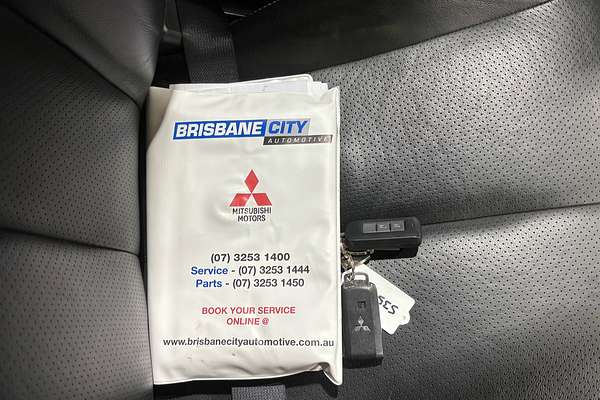 BRISBANE CITY
AUTOMOTIVE
MITSUBISHI
MOTORS
(07) 3253 1400
Service - (07) 3253 1444
Parts - (07) 3253 1450
BOOK YOUR SERVICE
ONLINE @
www.brisbanecityautomotive.com.au